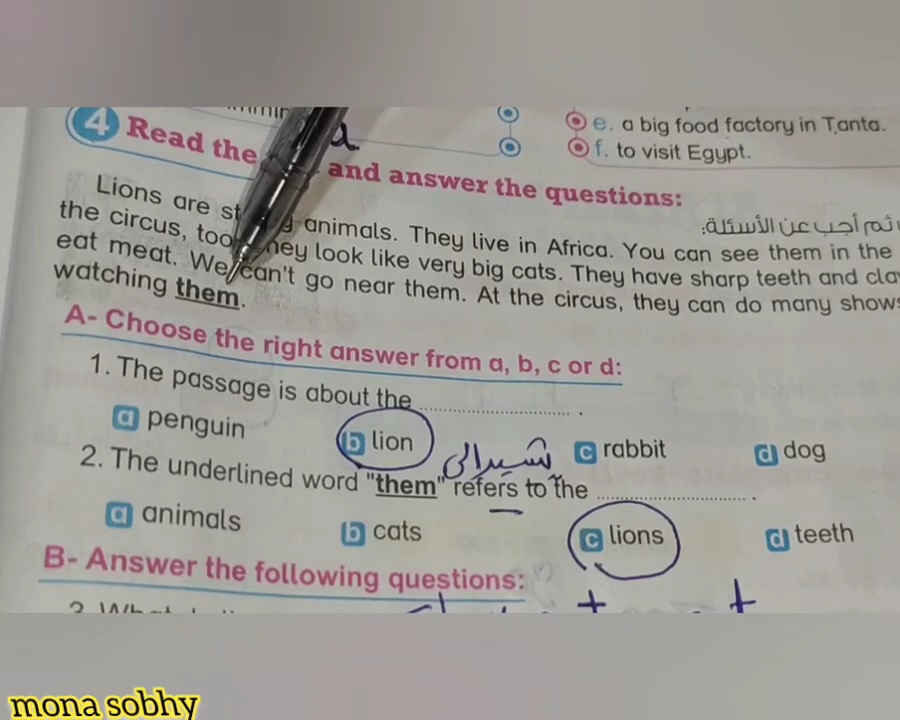 e. a big food factory in Tanta.
f. to visit Egypt.
4 Read the and answer the questions:
ثم أجب عن الأسئلة:
Lions are animals. They live in Africa. You can see them in the
the circus, too. They look like very big cats. They have sharp teeth and
eat meat. We can't go near them. At the circus, they can do many
watching them.
A- Choose the right answer from a, b, c or d:
1. The passage is about the .................... .
a penguin b lion c rabbit d dog
يشير إلى
2. The underlined word "them" refers to the .................... .
a animals b cats c lions d teeth
B- Answer the following questions:
mona sobhy